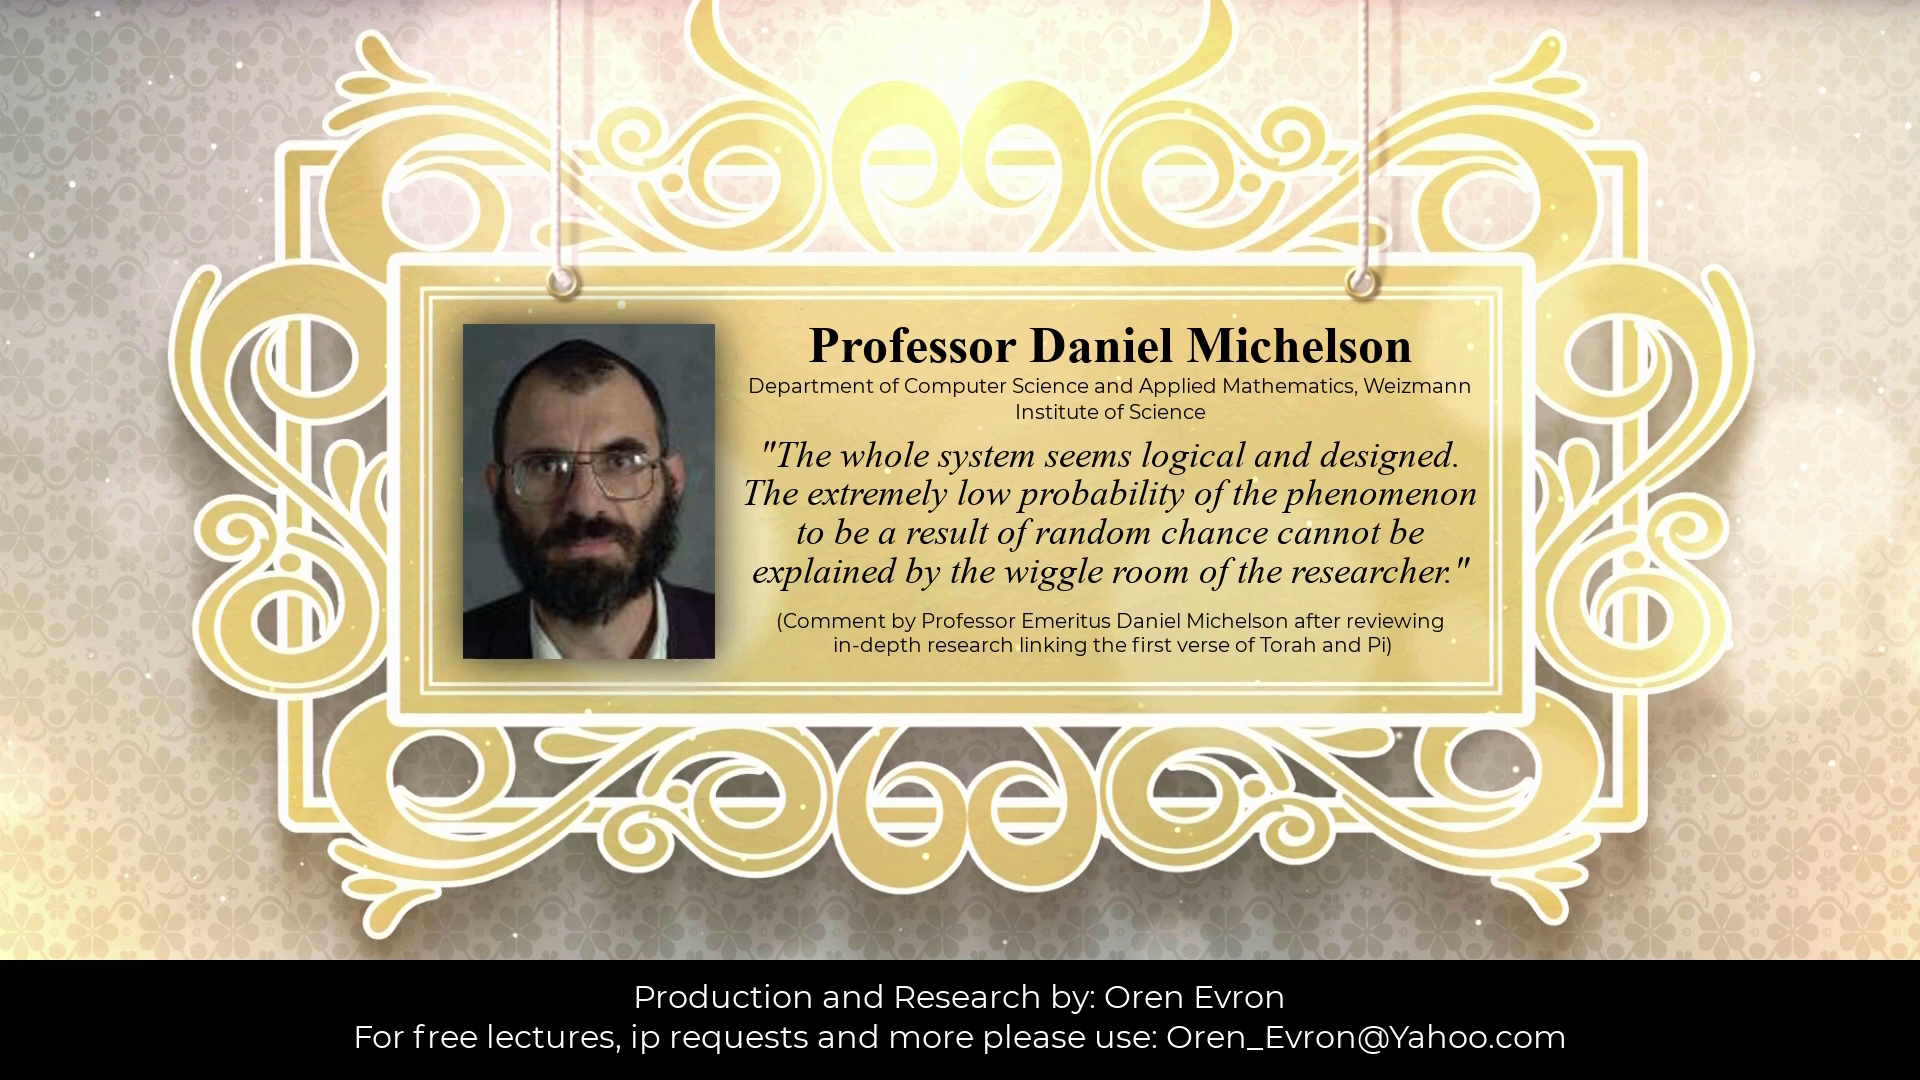 Professor Daniel Michelson
Department of Computer Science and Applied Mathematics, Weizmann
Institute of Science
"The whole system seems logical and designed.
The extremely low probability of the phenomenon
to be a result of random chance cannot be
explained by the wiggle room of the researcher."
(Comment by Professor Emeritus Daniel Michelson after reviewing
in-depth research linking the first verse of Torah and Pi)
Production and Research by: Oren Evron
For free lectures, ip requests and more please use: Oren_Evron@Yahoo.com